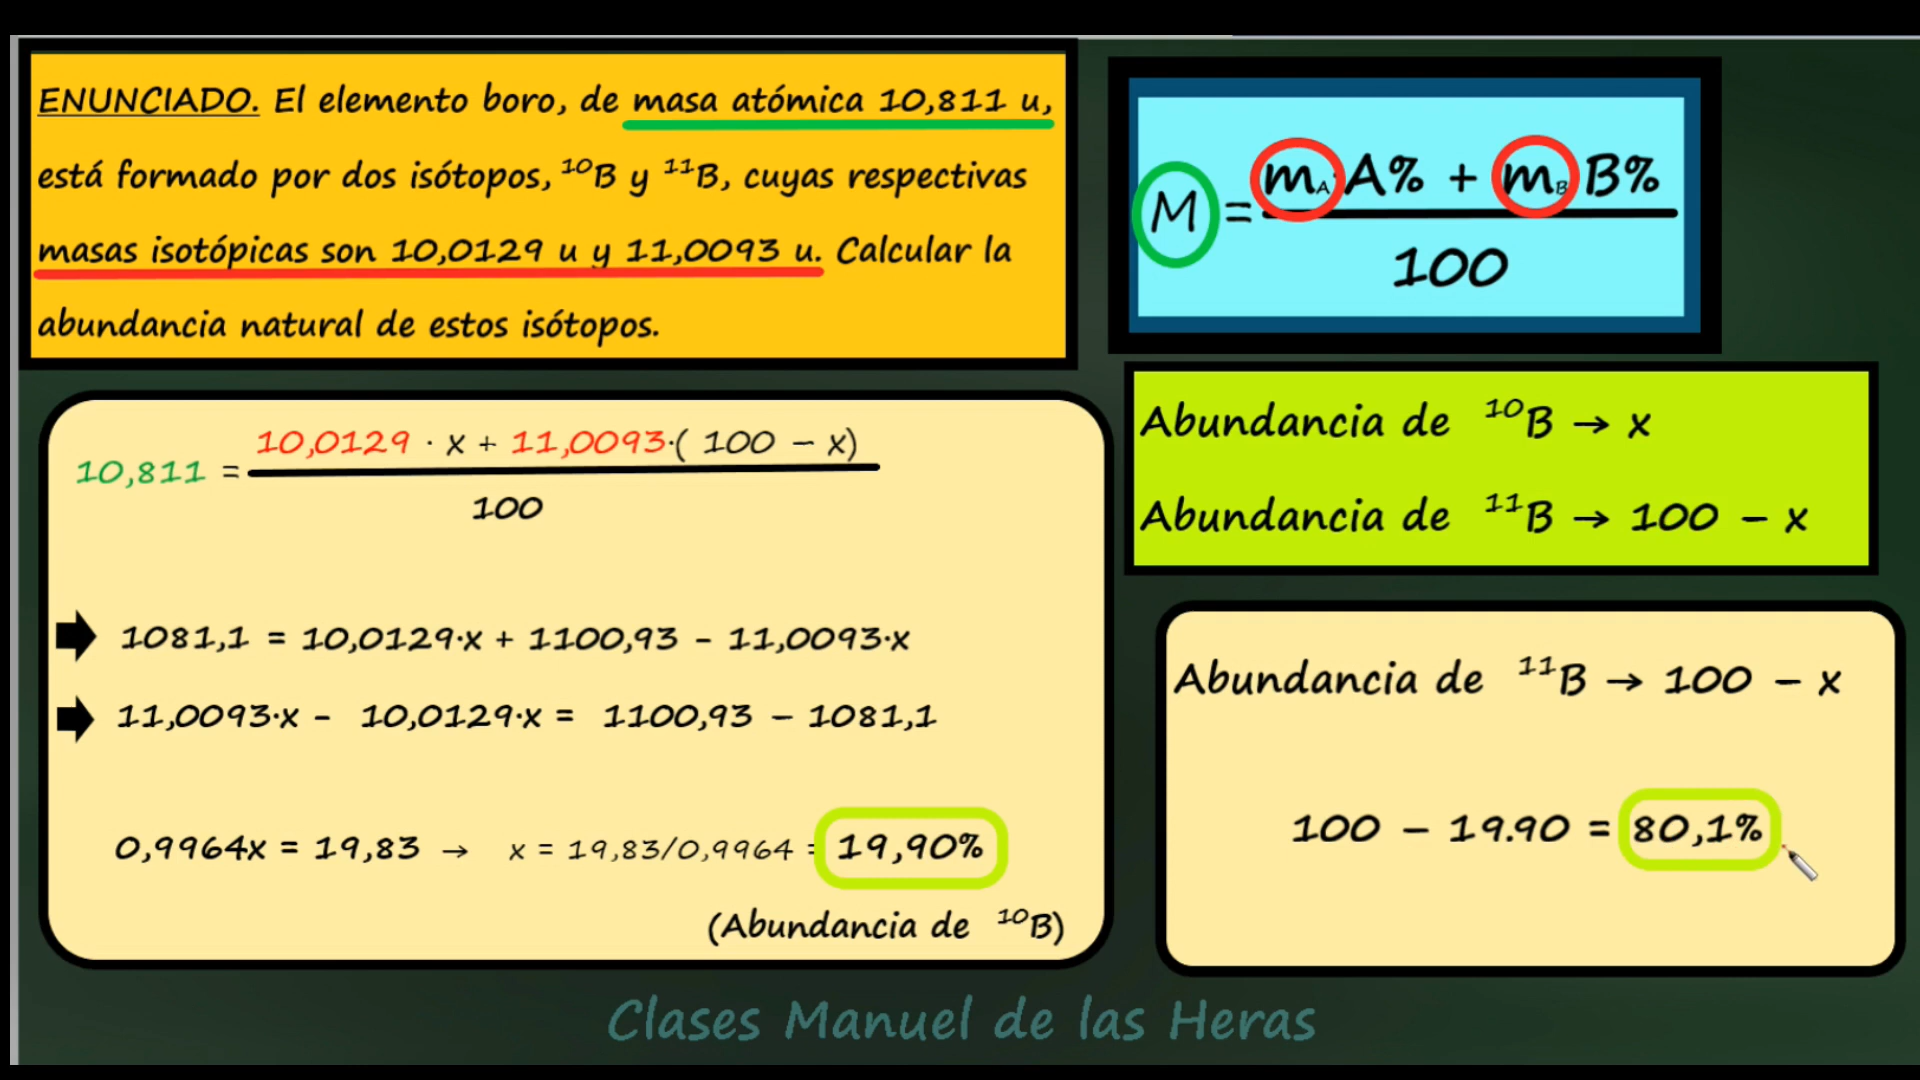 ENUNCIADO. El elemento boro, de masa atómica 10,811 u,
está formado por dos isótopos, ¹⁰B y ¹¹B, cuyas respectivas
masas isotópicas son 10,0129 u y 11,0093 u. Calcular la
abundancia natural de estos isótopos.
M = (m_A·A% + m_B·B%) / 100
Abundancia de ¹⁰B → x
Abundancia de ¹¹B → 100 – x
10,811 = (10,0129 · x + 11,0093·( 100 – x)) / 100
1081,1 = 10,0129·x + 1100,93 - 11,0093·x
11,0093·x - 10,0129·x = 1100,93 – 1081,1
0,9964x = 19,83 → x = 19,83/0,9964 = 19,90%
(Abundancia de ¹⁰B)
Abundancia de ¹¹B → 100 – x
100 – 19.90 = 80,1%
Clases Manuel de las Heras